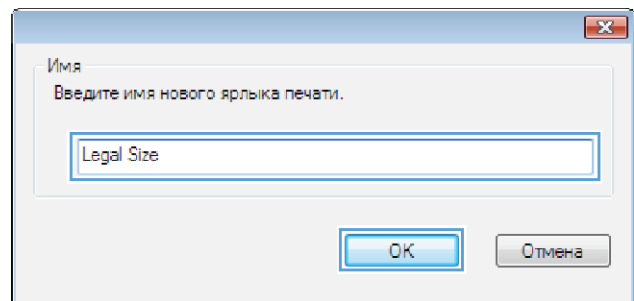 Имя
Введите имя нового ярлыка печати.
Legal Size
OK
Отмена